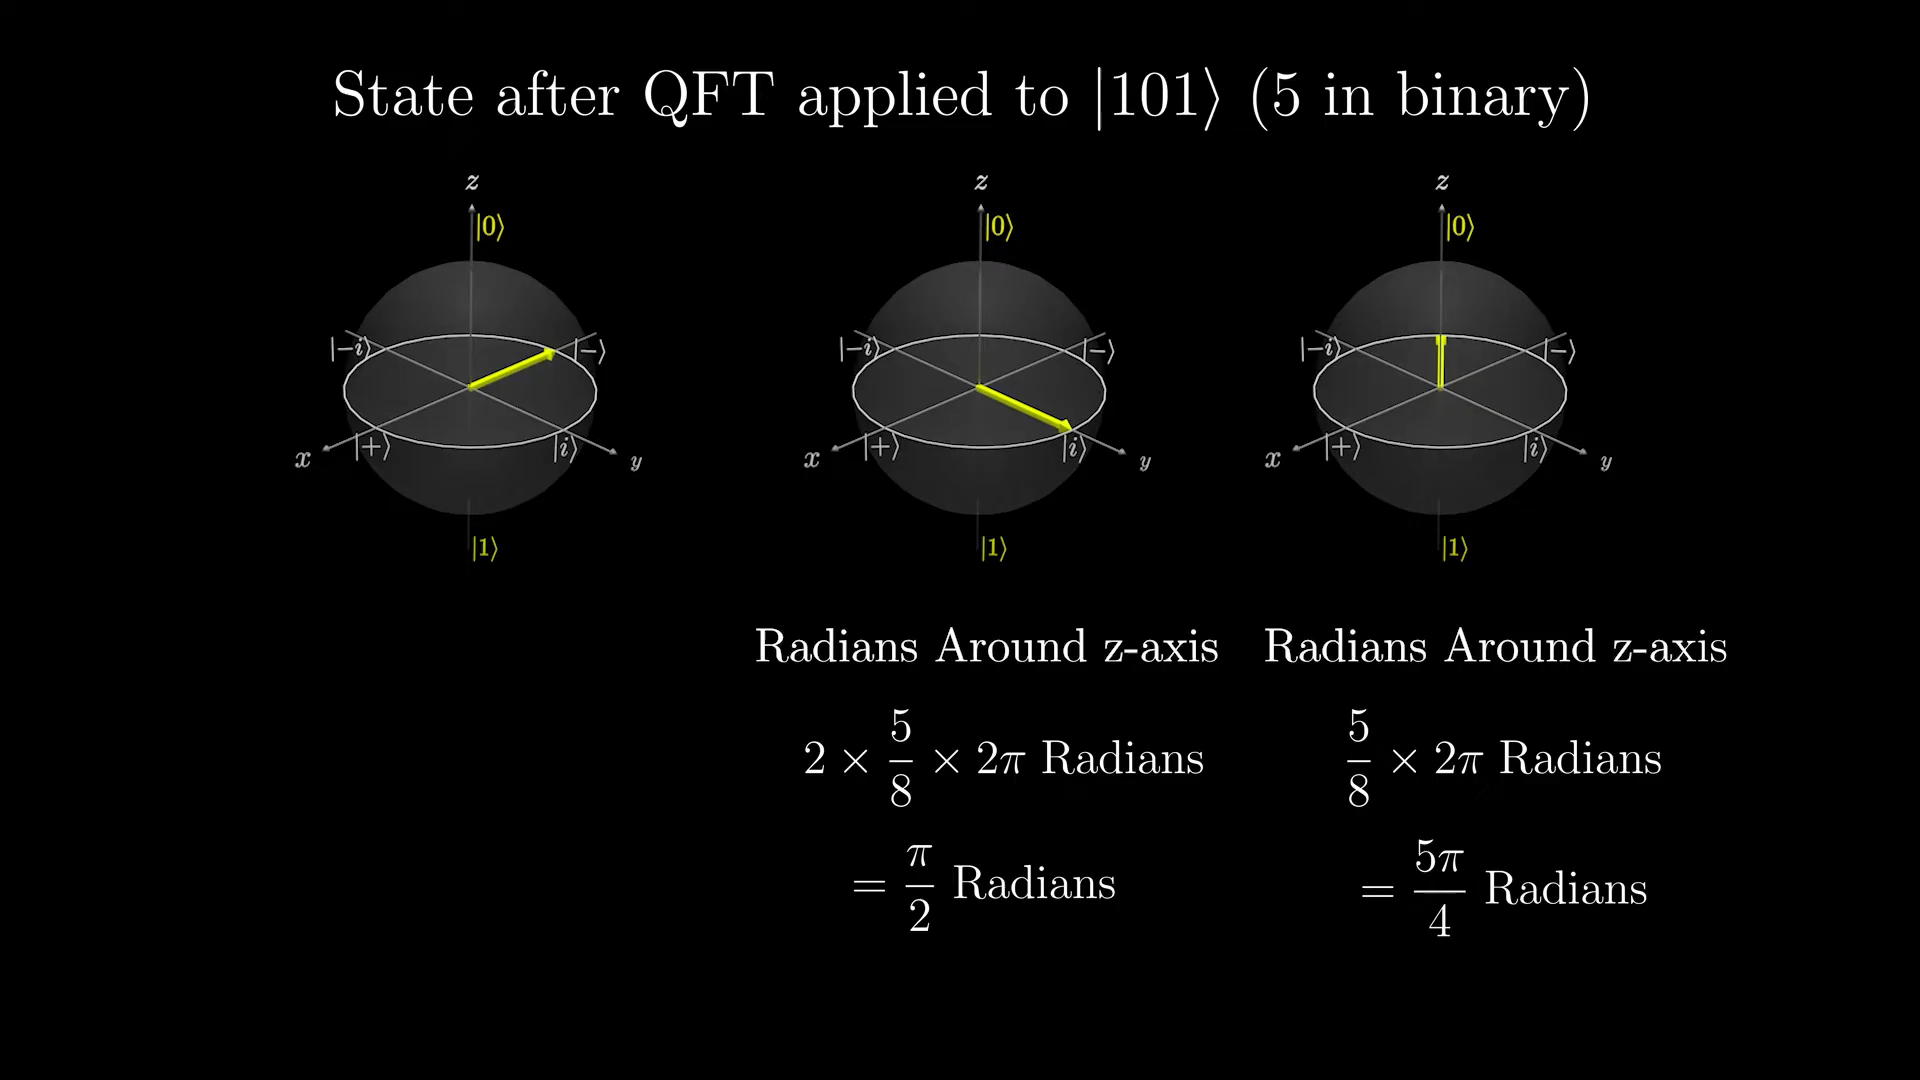 State after QFT applied to |101⟩ (5 in binary)
z z z
|0⟩ |0⟩ |0⟩
|−i⟩ |−⟩ |−i⟩ |−⟩ |−i⟩ |−⟩
|+⟩ |i⟩ |+⟩ |i⟩ |+⟩ |i⟩
x y x y x y
|1⟩ |1⟩ |1⟩
Radians Around z-axis Radians Around z-axis
2 × 5/8 × 2π Radians 5/8 × 2π Radians
= π/2 Radians = 5π/4 Radians